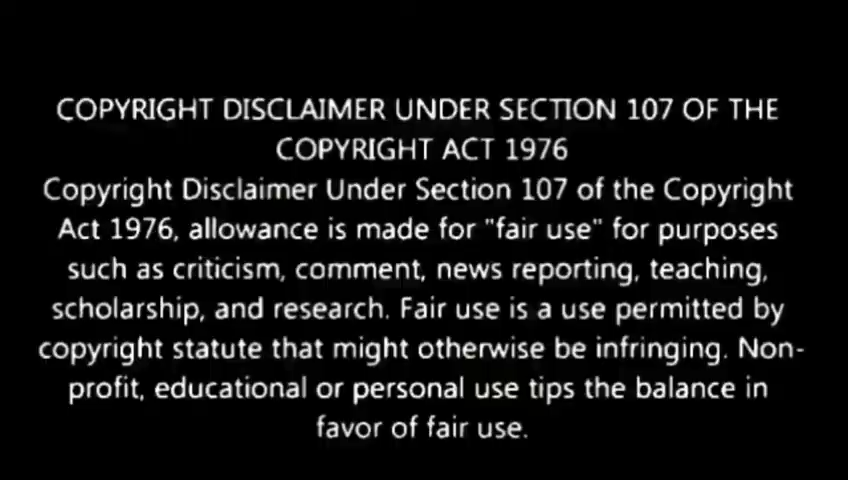 COPYRIGHT DISCLAIMER UNDER SECTION 107 OF THE
COPYRIGHT ACT 1976
Copyright Disclaimer Under Section 107 of the Copyright
Act 1976, allowance is made for "fair use" for purposes
such as criticism, comment, news reporting, teaching,
scholarship, and research. Fair use is a use permitted by
copyright statute that might otherwise be infringing. Non-
profit, educational or personal use tips the balance in
favor of fair use.